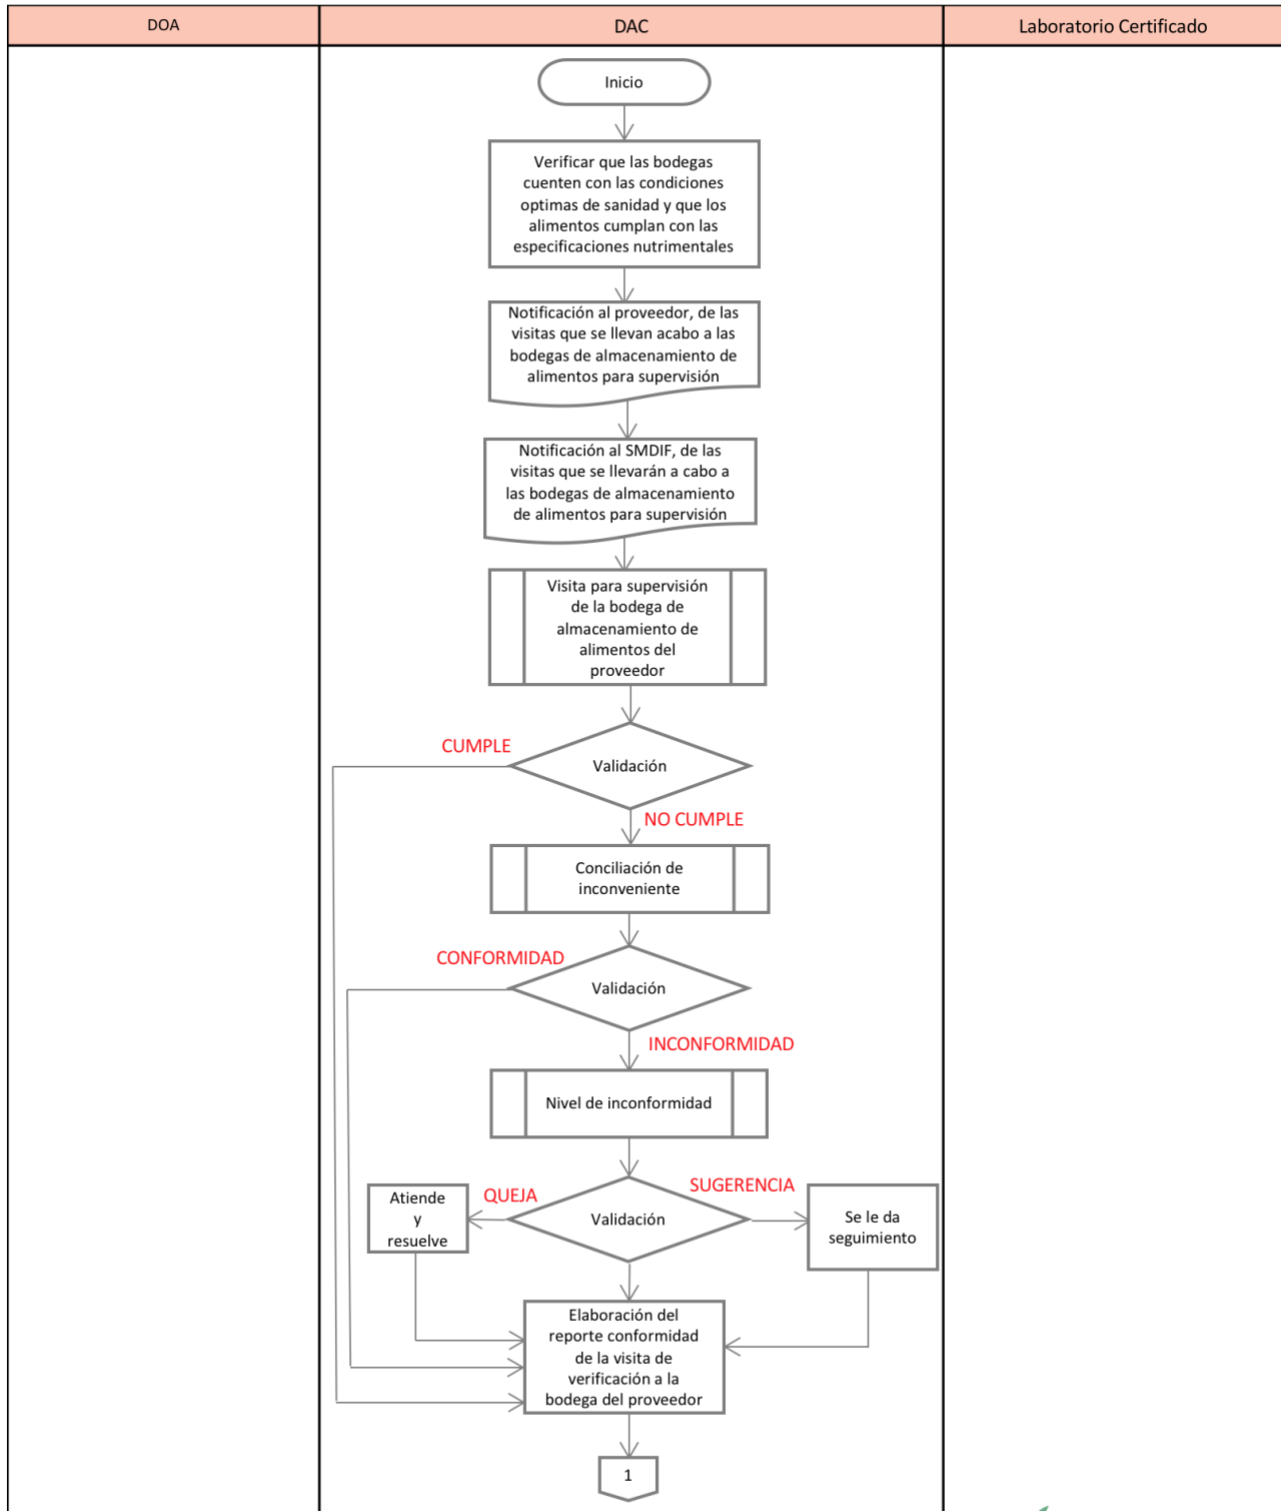 DOA
DAC
Laboratorio Certificado
Inicio
Verificar que las bodegas
cuenten con las condiciones
optimas de sanidad y que los
alimentos cumplan con las
especificaciones nutrimentales
Notificación al proveedor, de las
visitas que se llevan acabo a las
bodegas de almacenamiento de
alimentos para supervisión
Notificación al SMDIF, de las
visitas que se llevarán a cabo a
las bodegas de almacenamiento
de alimentos para supervisión
Visita para supervisión
de la bodega de
almacenamiento de
alimentos del
proveedor
CUMPLE
Validación
NO CUMPLE
Conciliación de
inconveniente
CONFORMIDAD
Validación
INCONFORMIDAD
Nivel de inconformidad
QUEJA
SUGERENCIA
Atiende
y
resuelve
Validación
Se le da
seguimiento
Elaboración del
reporte conformidad
de la visita de
verificación a la
bodega del proveedor
1